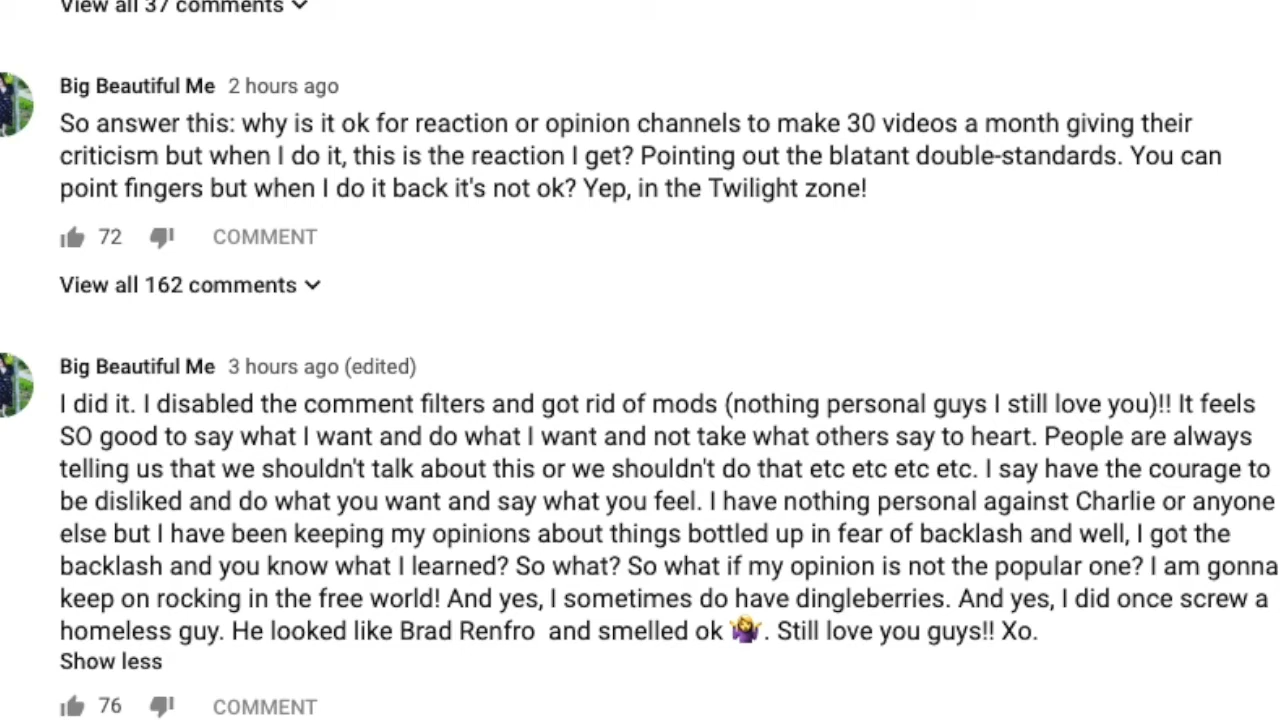 View all 37 comments
Big Beautiful Me 2 hours ago
So answer this: why is it ok for reaction or opinion channels to make 30 videos a month giving their
criticism but when I do it, this is the reaction I get? Pointing out the blatant double-standards. You can
point fingers but when I do it back it's not ok? Yep, in the Twilight zone!
72 COMMENT
View all 162 comments
Big Beautiful Me 3 hours ago (edited)
I did it. I disabled the comment filters and got rid of mods (nothing personal guys I still love you)!! It feels
SO good to say what I want and do what I want and not take what others say to heart. People are always
telling us that we shouldn't talk about this or we shouldn't do that etc etc etc etc. I say have the courage to
be disliked and do what you want and say what you feel. I have nothing personal against Charlie or anyone
else but I have been keeping my opinions about things bottled up in fear of backlash and well, I got the
backlash and you know what I learned? So what? So what if my opinion is not the popular one? I am gonna
keep on rocking in the free world! And yes, I sometimes do have dingleberries. And yes, I did once screw a
homeless guy. He looked like Brad Renfro and smelled ok 🤷‍♀️. Still love you guys!! Xo.
Show less
76 COMMENT